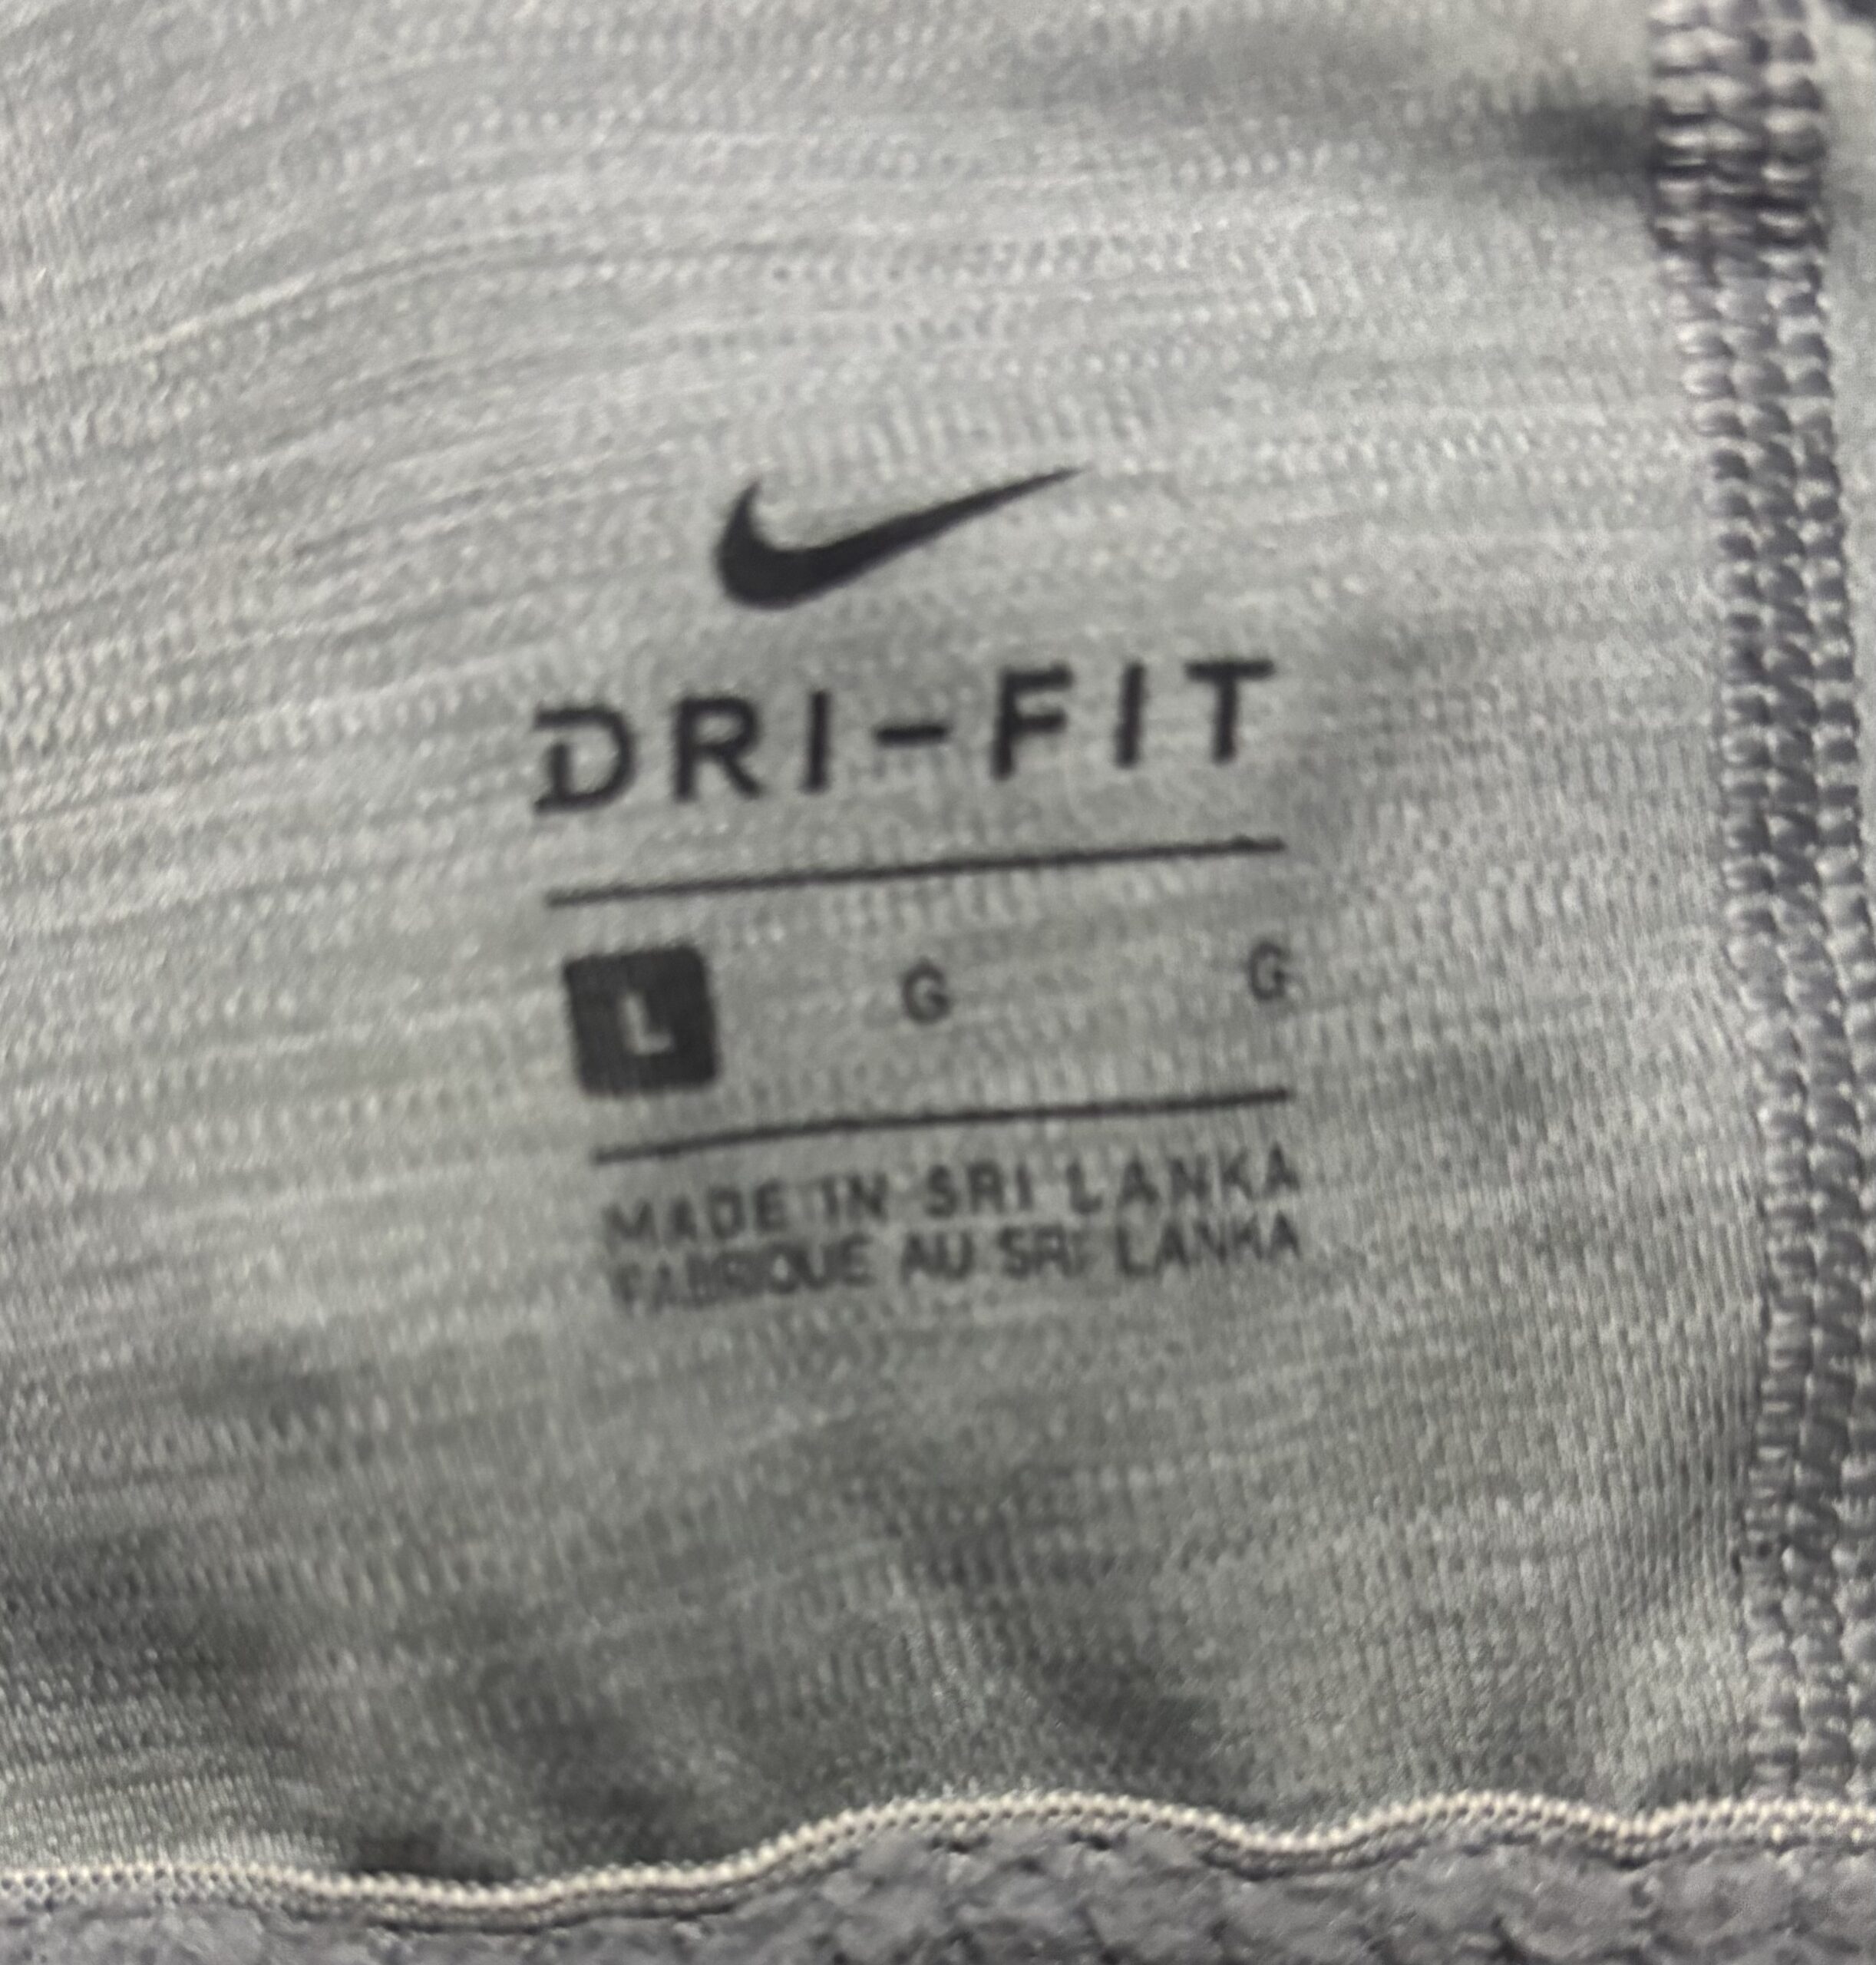 DRI-FIT
L G G
MADE IN SRI LANKA
FABRIQUE AU SRI LANKA